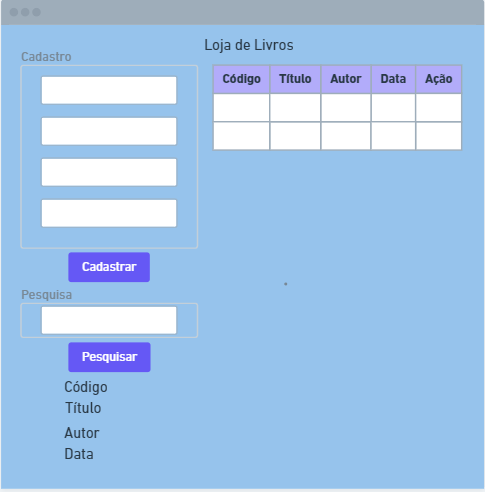 Loja de Livros
Cadastro
Código Título Autor Data Ação
Cadastrar
Pesquisa
Pesquisar
Código
Título
Autor
Data